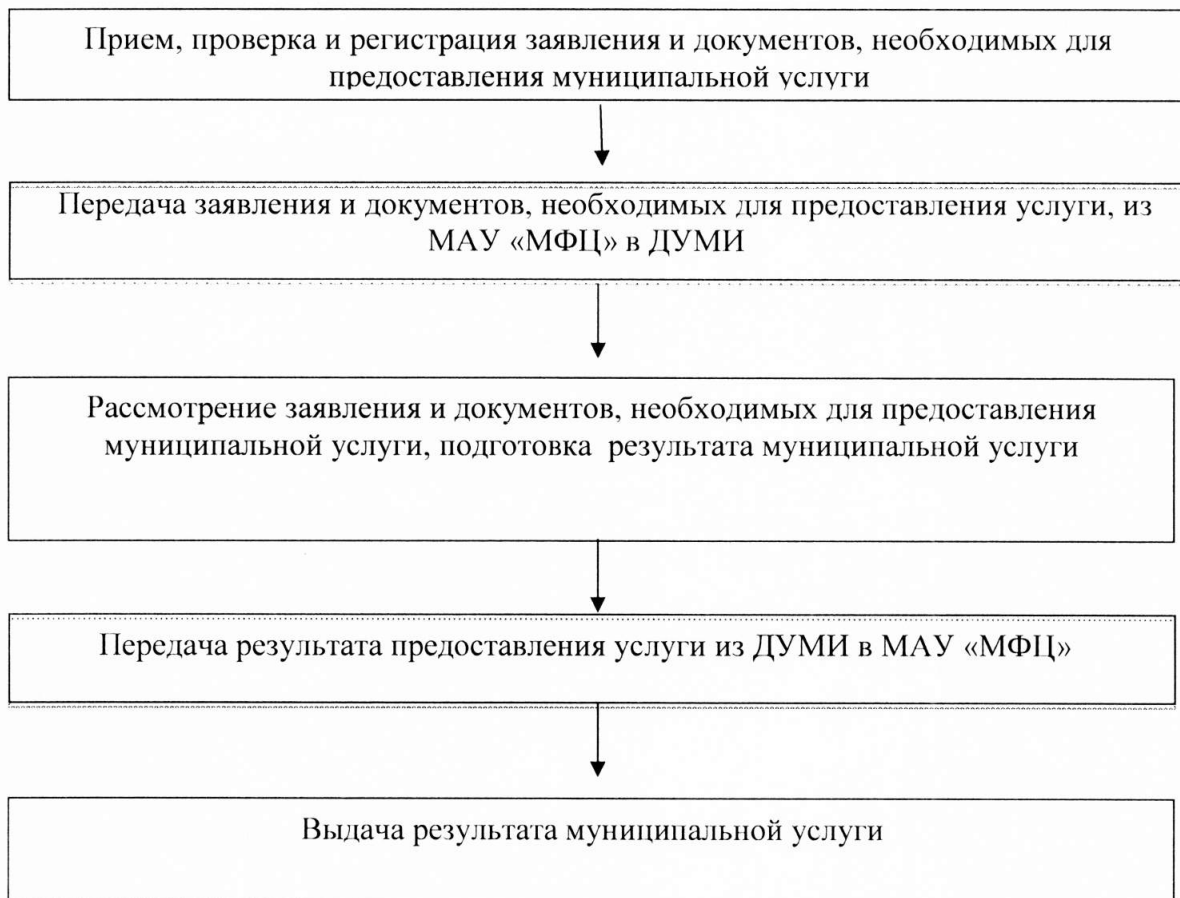 Прием, проверка и регистрация заявления и документов, необходимых для
предоставления муниципальной услуги
Передача заявления и документов, необходимых для предоставления услуги, из
МАУ «МФЦ» в ДУМИ
Рассмотрение заявления и документов, необходимых для предоставления
муниципальной услуги, подготовка результата муниципальной услуги
Передача результата предоставления услуги из ДУМИ в МАУ «МФЦ»
Выдача результата муниципальной услуги